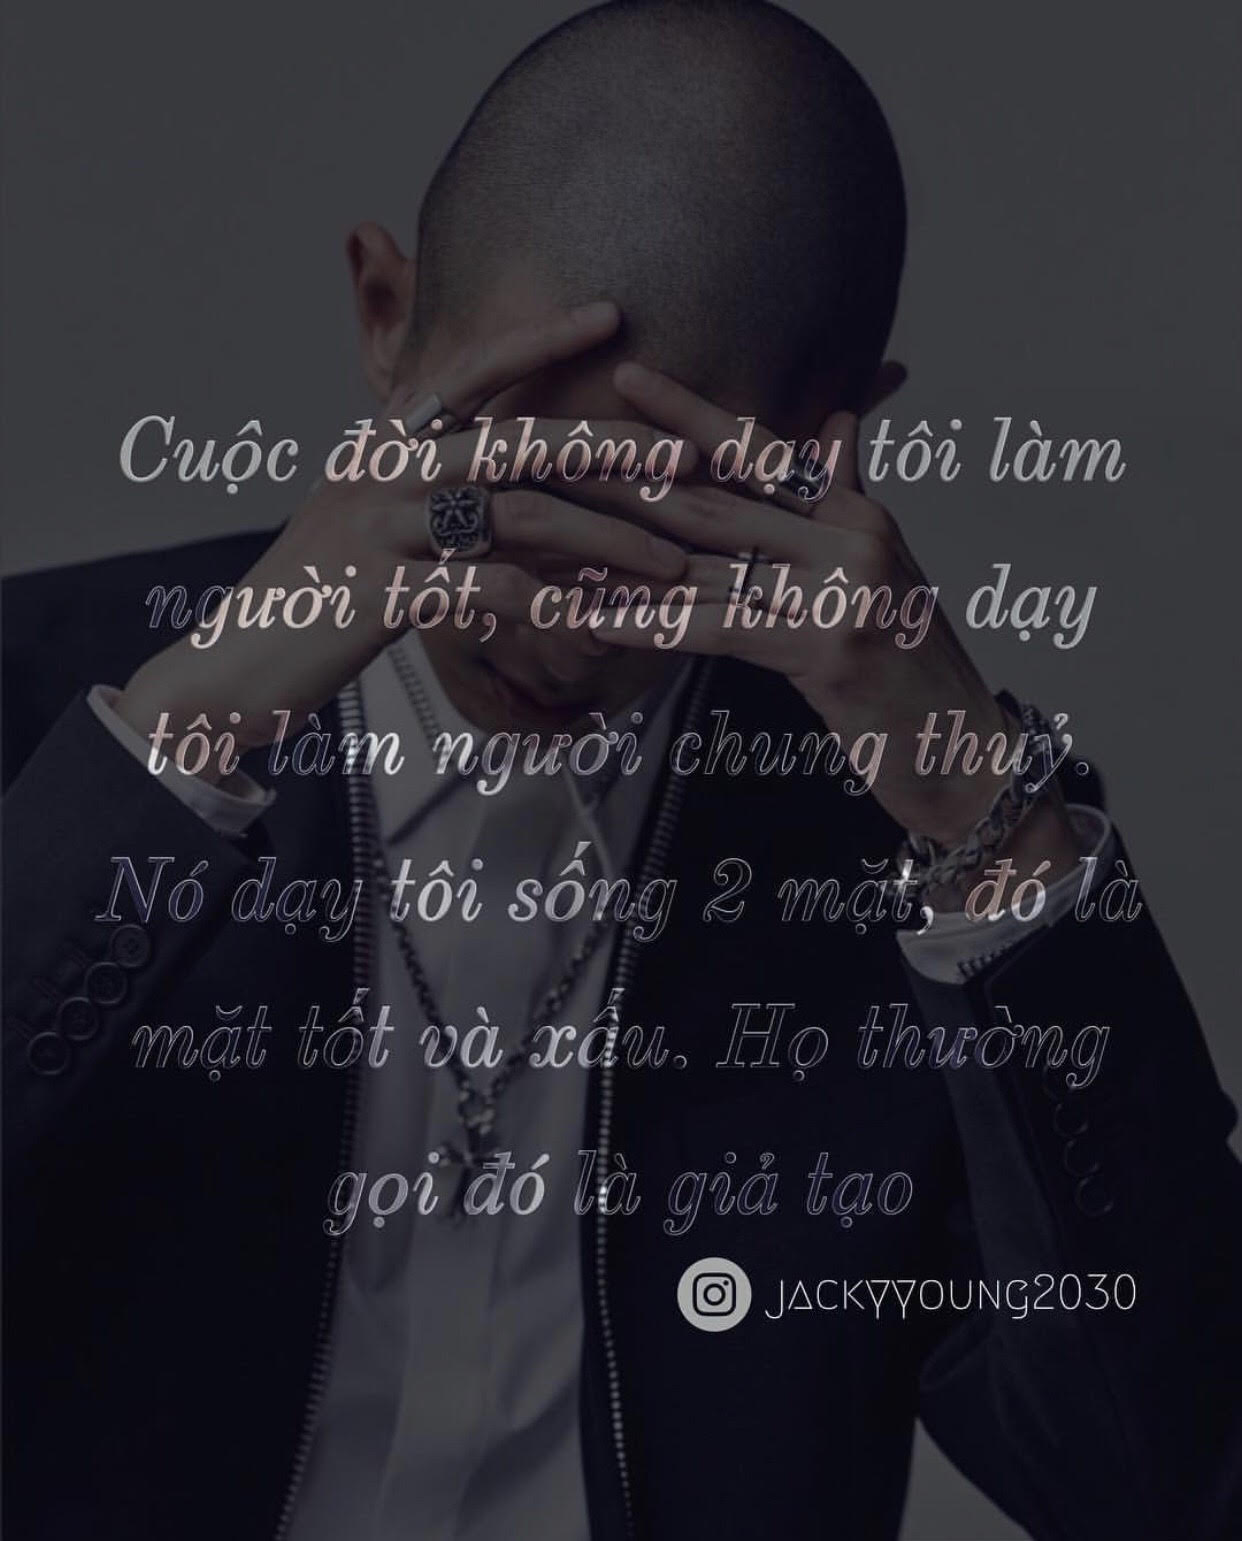 Cuộc đời không dạy tôi làm
người tốt, cũng không dạy
tôi làm người chung thuỷ.
Nó dạy tôi sống 2 mặt, đó là
mặt tốt và xấu. Họ thường
gọi đó là giả tạo
jackyyoung2030